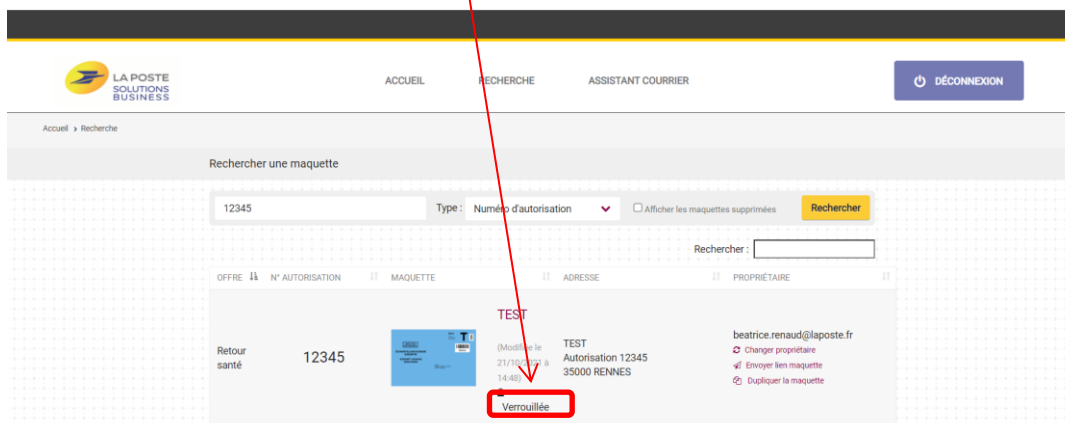 LA POSTE
SOLUTIONS
BUSINESS
ACCUEIL
RECHERCHE
ASSISTANT COURRIER
DÉCONNEXION
Accueil > Recherche
Rechercher une maquette
12345
Type : Numéro d'autorisation
Afficher les maquettes supprimées
Rechercher
Rechercher :
OFFRE N° AUTORISATION MAQUETTE ADRESSE PROPRIÉTAIRE
Retour
santé
12345
T
TEST
(Modifiée le
21/10/2021 à
14:48)
Verrouillée
TEST
Autorisation 12345
35000 RENNES
beatrice.renaud@laposte.fr
Changer propriétaire
Envoyer lien maquette
Dupliquer la maquette